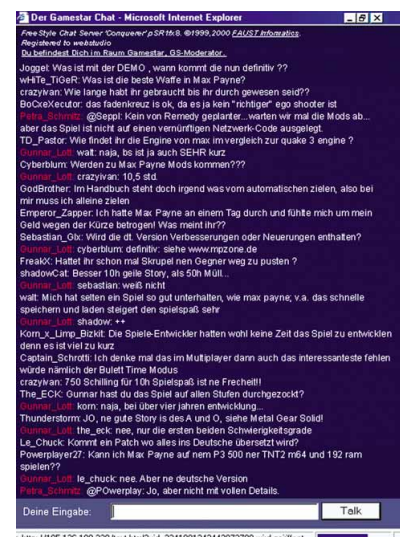 Der Gamestar Chat - Microsoft Internet Explorer
FreeStyle Chat Server 'Conquerer' pSR 1fx8. ©1999,2000 FAUST Informatics.
Registered to webstudio
Du befindest Dich im Raum Gamestar, GS-Moderator.
Joggel: Was ist mit der DEMO , wann kommt die nun definitiv ??
wHiTe_TiGeR: Was ist die beste Waffe in Max Payne?
crazyivan: Wie lange habt ihr gebraucht bis ihr durch gewesen seid??
BoCxeXecutor: das fadenkreuz is ok, da es ja kein "richtiger" ego shooter ist
Petra_Schmitz: @Seppl: Kein von Remedy geplanter...warten wir mal die Mods ab...
aber das Spiel ist nicht auf einen vernünftigen Netzwerk-Code ausgelegt.
TD_Pastor: Wie findet ihr die Engine von max im vergleich zur quake 3 engine ?
Gunnar_Lott: walt: naja, bs ist ja auch SEHR kurz
Cyberblum: Werden zu Max Payne Mods kommen???
Gunnar_Lott: crazyivan: 10,5 std.
GodBrother: Im Handbuch steht doch irgend was vom automatischen zielen, also bei
mir muss ich alleine zielen
Emperor_Zapper: Ich hatte Max Payne an einem Tag durch und fühlte mich um mein
Geld wegen der Kürze betrogen! Was meint ihr??
Sebastian_Glx: Wird die dt. Version Verbesserungen oder Neuerungen enthalten?
Gunnar_Lott: cyberblum: definitiv: siehe www.mpzone.de
FreakX: Hattet ihr schon mal Skrupel nen Gegner weg zu pusten ?
shadowCat: Besser 10h geile Story, als 50h Müll...
Gunnar_Lott: sebastian: weiß nicht
walt: Mich hat selten ein Spiel so gut unterhalten, wie max payne; v.a. das schnelle
speichern und laden steigert den spielspaß sehr
Gunnar_Lott: shadow: ++
Korn_x_Limp_Bizkit: Die Spiele-Entwickler hatten wohl keine Zeit das Spiel zu entwicklen
denn es ist viel zu kurz
Captain_Schrotti: Ich denke mal das im Multiplayer dann auch das interessanteste fehlen
würde nämlich der Bulett Time Modus
crazyivan: 750 Schilling für 10h Spielspaß ist ne Frecheit!!
The_ECK: Gunnar hast du das Spiel auf allen Stufen durchgezockt?
Gunnar_Lott: korn: naja, bei über vier jahren entwicklung...
Thunderstorm: JO, ne gute Story is des A und O, siehe Metal Gear Solid!
Gunnar_Lott: the_eck: nee, nur die ersten beiden Schwierigkeitsgrade
Le_Chuck: Kommt ein Patch wo alles ins Deutsche übersetzt wird?
Powerplayer27: Kann ich Max Payne auf nem P3 500 ner TNT2 m64 und 192 ram
spielen??
Gunnar_Lott: le_chuck: nee. Aber ne deutsche Version
Petra_Schmitz: @POwerplay: Jo, aber nicht mit vollen Details.
Deine Eingabe:
Talk